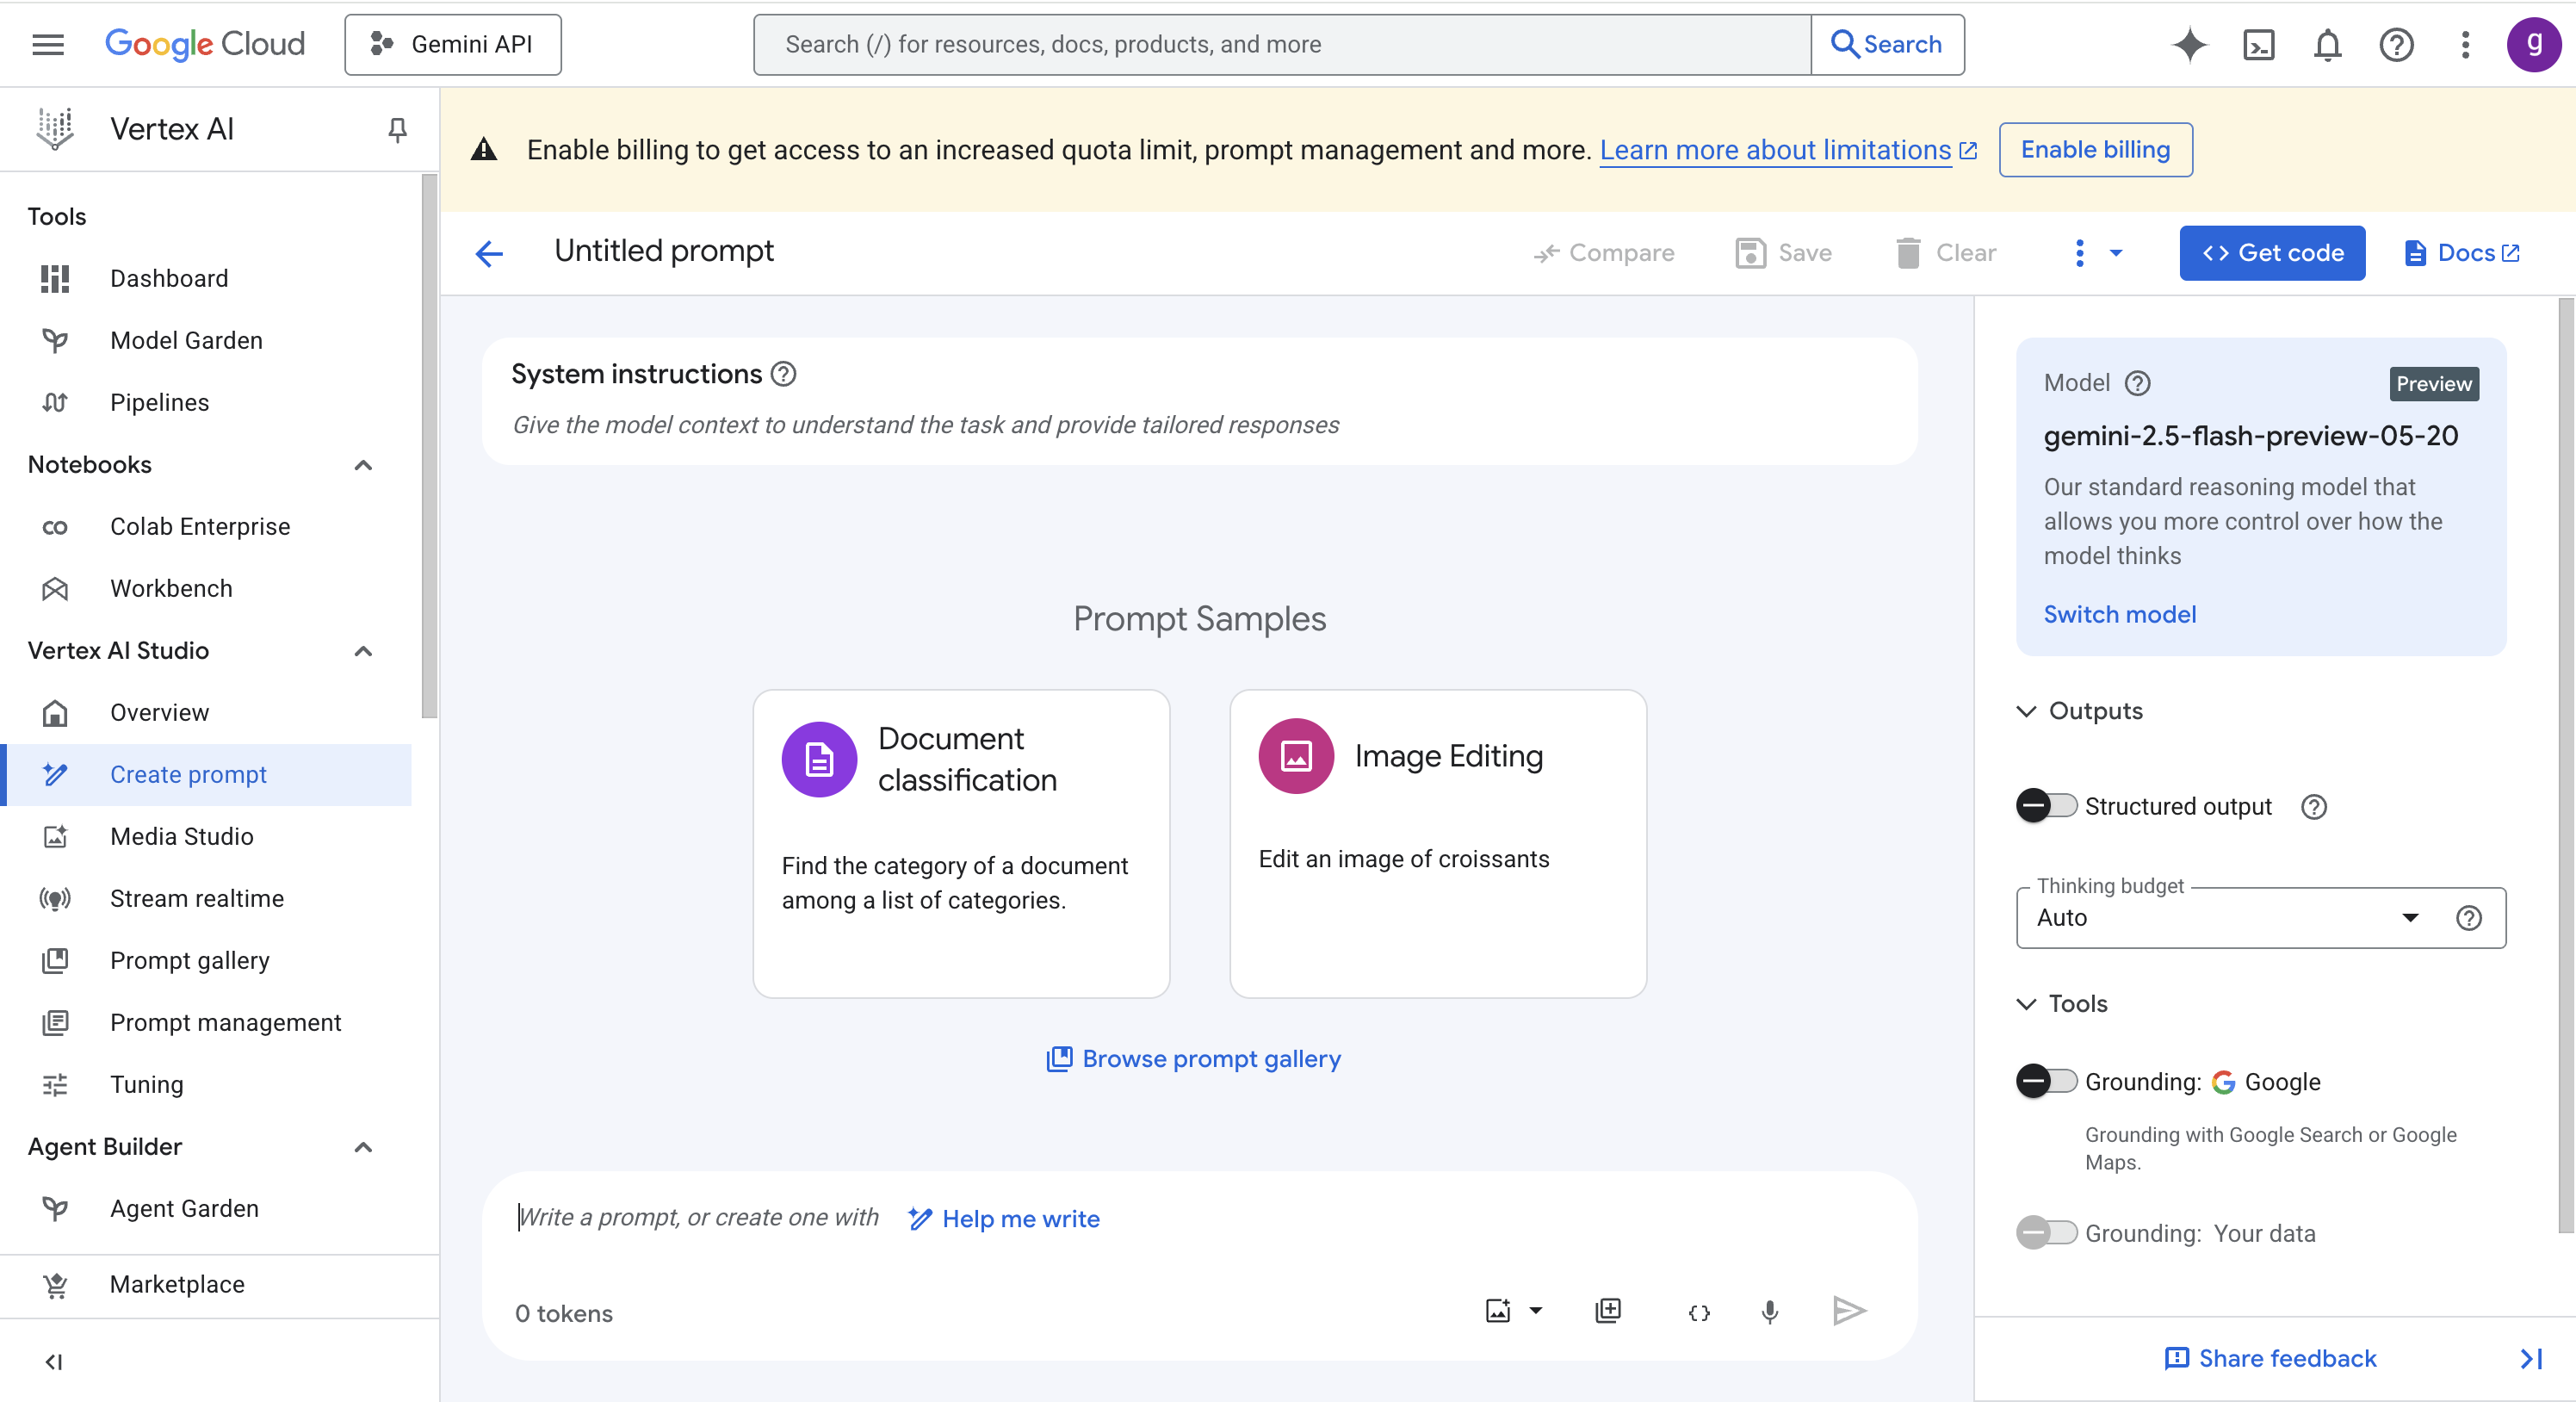 Google Cloud
Gemini API
Search (/) for resources, docs, products, and more
Search
g
Vertex AI
Tools
Dashboard
Model Garden
Pipelines
Notebooks
Colab Enterprise
Workbench
Vertex AI Studio
Overview
Create prompt
Media Studio
Stream realtime
Prompt gallery
Prompt management
Tuning
Agent Builder
Agent Garden
Marketplace
Enable billing to get access to an increased quota limit, prompt management and more. Learn more about limitations
Enable billing
Untitled prompt
Compare
Save
Clear
Get code
Docs
System instructions
Give the model context to understand the task and provide tailored responses
Prompt Samples
Document
classification
Find the category of a document
among a list of categories.
Image Editing
Edit an image of croissants
Browse prompt gallery
Write a prompt, or create one with Help me write
0 tokens
Model
Preview
gemini-2.5-flash-preview-05-20
Our standard reasoning model that
allows you more control over how the
model thinks
Switch model
Outputs
Structured output
Thinking budget
Auto
Tools
Grounding: Google
Grounding with Google Search or Google
Maps.
Grounding: Your data
Share feedback